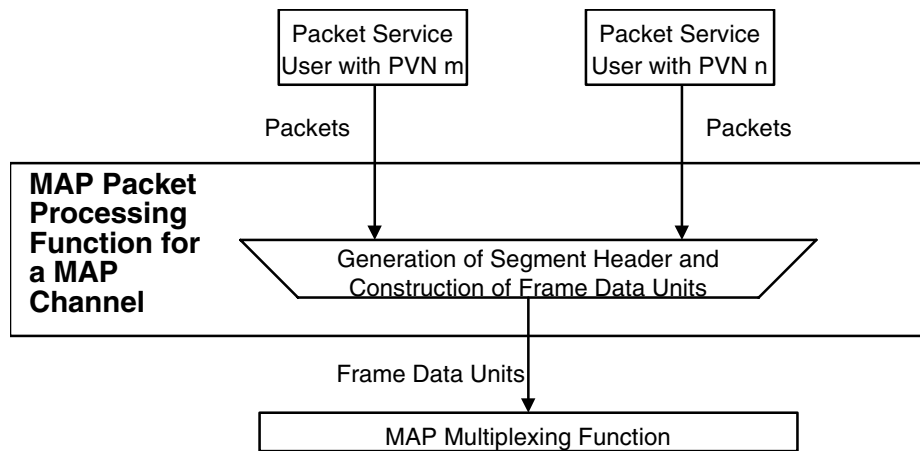 Packet Service
User with PVN m
Packet Service
User with PVN n
Packets
Packets
MAP Packet
Processing
Function for
a MAP
Channel
Generation of Segment Header and
Construction of Frame Data Units
Frame Data Units
MAP Multiplexing Function